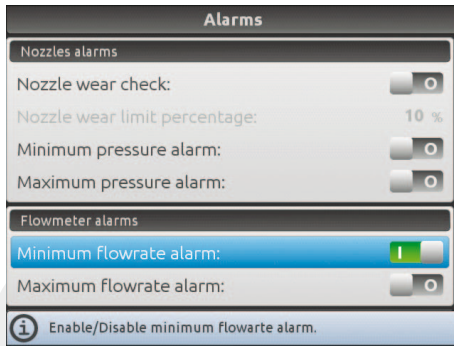 Alarms
Nozzles alarms
Nozzle wear check: O
Nozzle wear limit percentage: 10 %
Minimum pressure alarm: O
Maximum pressure alarm: O
Flowmeter alarms
Minimum flowrate alarm: I
Maximum flowrate alarm: O
i Enable/Disable minimum flowarte alarm.